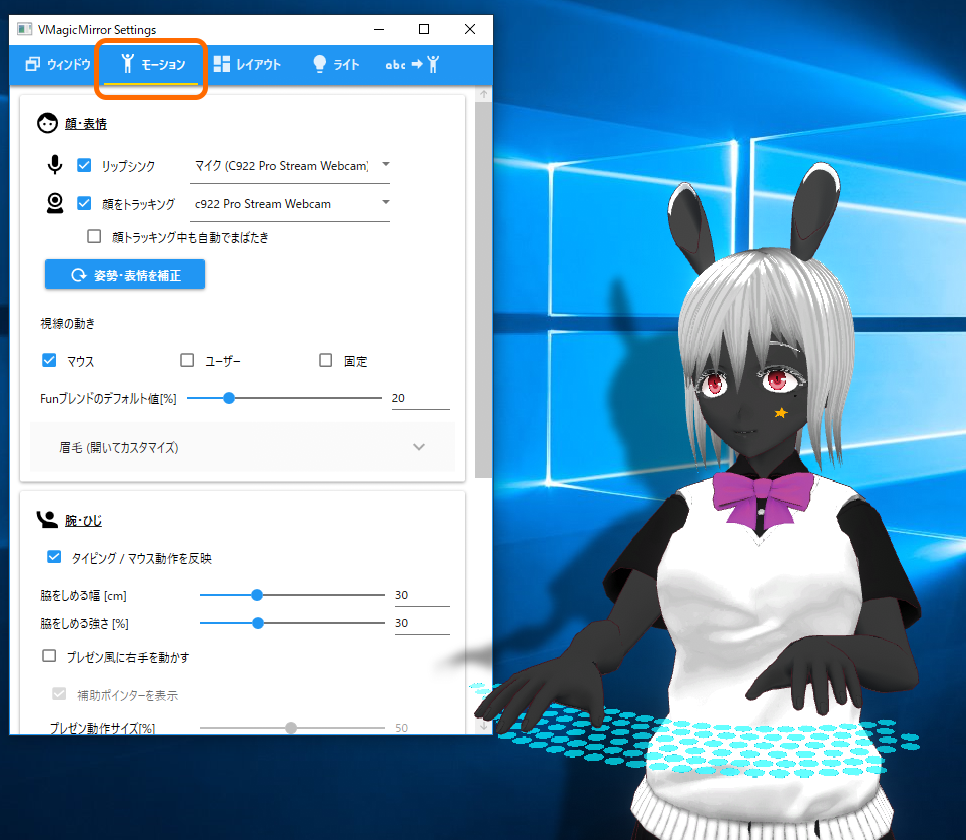 VMagicMirror Settings
ウィンドウ モーション レイアウト ライト abc
顔・表情
リップシンク マイク (C922 Pro Stream Webcam)
顔をトラッキング c922 Pro Stream Webcam
顔トラッキング中も自動でまばたき
姿勢・表情を補正
視線の動き
マウス ユーザー 固定
Funブレンドのデフォルト値[%] 20
眉毛 (開いてカスタマイズ)
腕・ひじ
タイピング / マウス動作を反映
脇をしめる幅 [cm] 30
脇をしめる強さ [%] 30
プレゼン風に右手を動かす
補助ポインターを表示
プレゼン動作サイズ[%] 50